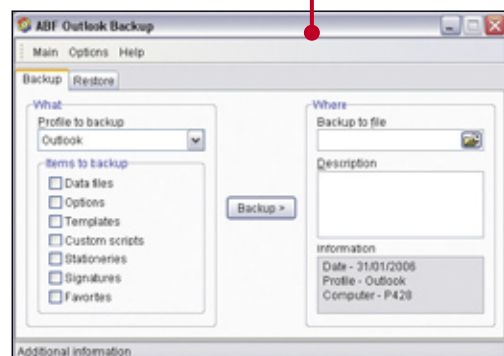 ABF Outlook Backup
Main Options Help
Backup Restore
What
Profile to backup
Outlook
Items to backup
Data files
Options
Templates
Custom scripts
Stationeries
Signatures
Favorites
Backup >
Where
Backup to file
Description
Information
Date - 31/01/2006
Profile - Outlook
Computer - P428
Additional information